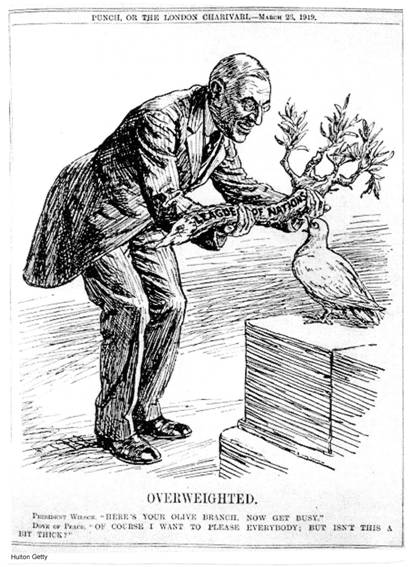 PUNCH, OR THE LONDON CHARIVARI.—MARCH 26, 1919.
LEAGUE OF NATIONS
OVERWEIGHTED.
PRESIDENT WILSON. "HERE'S YOUR OLIVE BRANCH. NOW GET BUSY."
DOVE OF PEACE. "OF COURSE I WANT TO PLEASE EVERYBODY; BUT ISN'T THIS A
BIT THICK?"
Hulton Getty